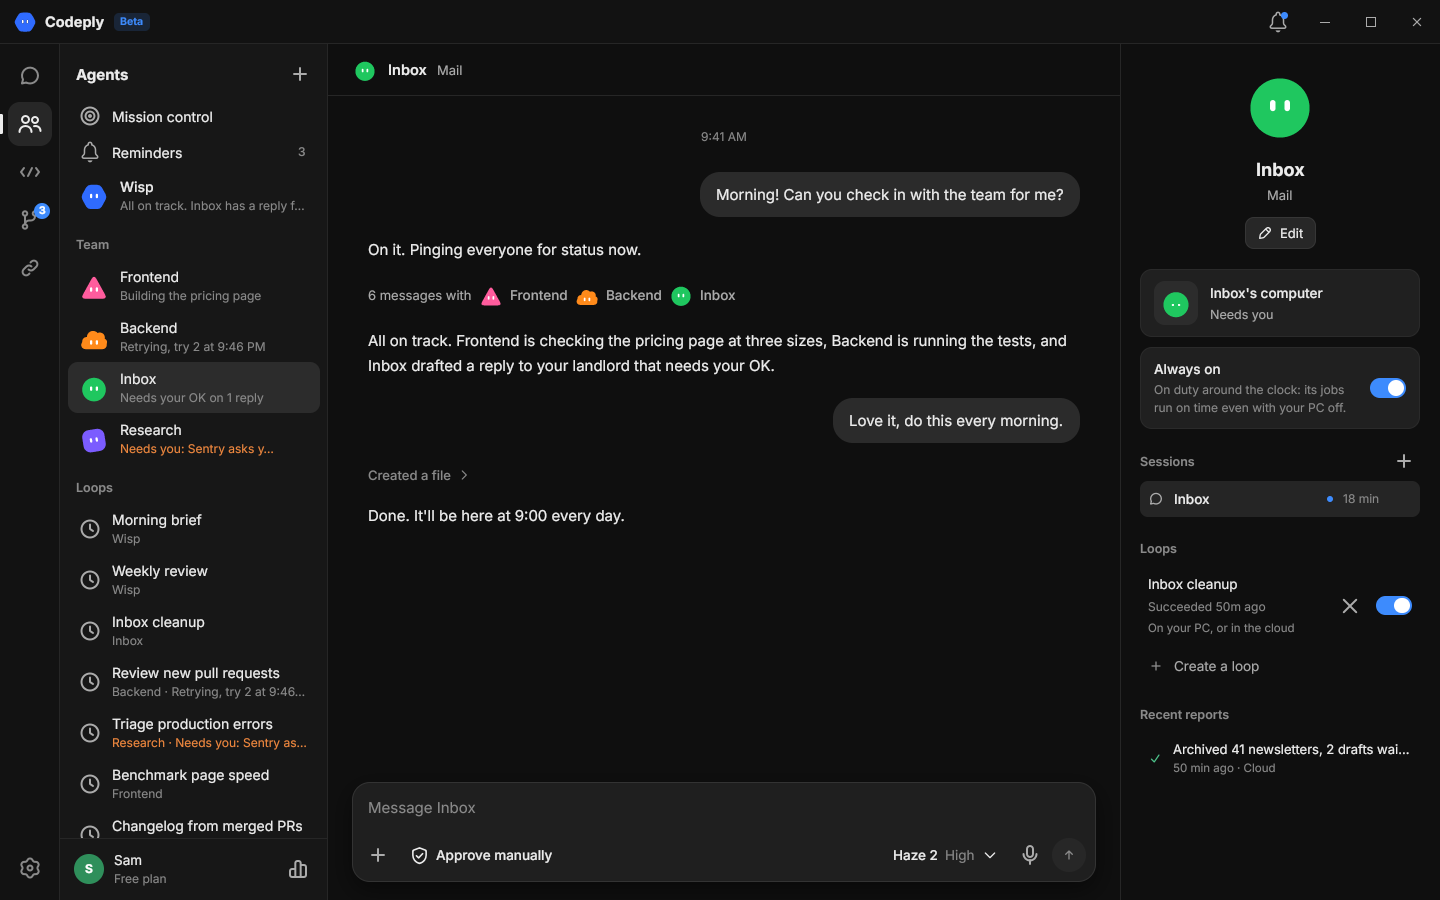 Codeply Beta
Agents
Mission control
Reminders 3
Wisp
All on track. Inbox has a reply f...
3
Team
Frontend
Building the pricing page
Backend
Retrying, try 2 at 9:46 PM
Inbox
Needs your OK on 1 reply
Research
Needs you: Sentry asks y...
Loops
Morning brief
Wisp
Weekly review
Wisp
Inbox cleanup
Inbox
Review new pull requests
Backend · Retrying, try 2 at 9:46...
Triage production errors
Research · Needs you: Sentry as...
Benchmark page speed
Frontend
Changelog from merged PRs
S
Sam
Free plan
Inbox Mail
9:41 AM
Morning! Can you check in with the team for me?
On it. Pinging everyone for status now.
6 messages with Frontend Backend Inbox
All on track. Frontend is checking the pricing page at three sizes, Backend is running the tests, and
Inbox drafted a reply to your landlord that needs your OK.
Love it, do this every morning.
Created a file
Done. It'll be here at 9:00 every day.
Message Inbox
Approve manually
Haze 2 High
Inbox
Mail
Edit
Inbox's computer
Needs you
Always on
On duty around the clock: its jobs
run on time even with your PC off.
Sessions
Inbox 18 min
Loops
Inbox cleanup
Succeeded 50m ago
On your PC, or in the cloud
Create a loop
Recent reports
Archived 41 newsletters, 2 drafts wai...
50 min ago · Cloud